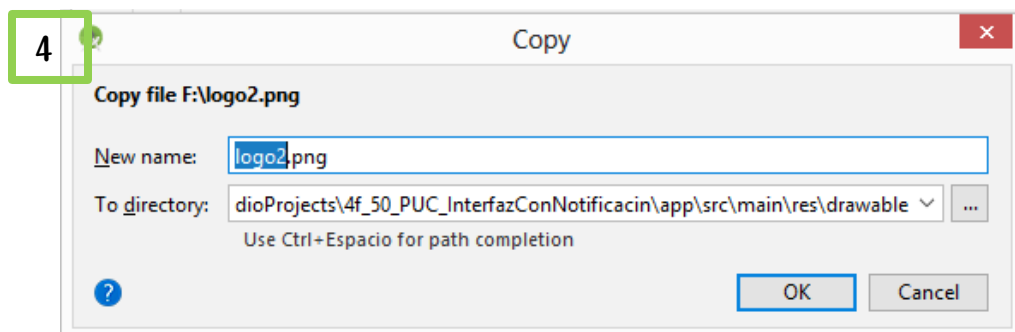 4
Copy
Copy file F:\logo2.png
New name: logo2.png
To directory: dioProjects\4f_50_PUC_InterfazConNotificacin\app\src\main\res\drawable ...
Use Ctrl+Espacio for path completion
? OK Cancel